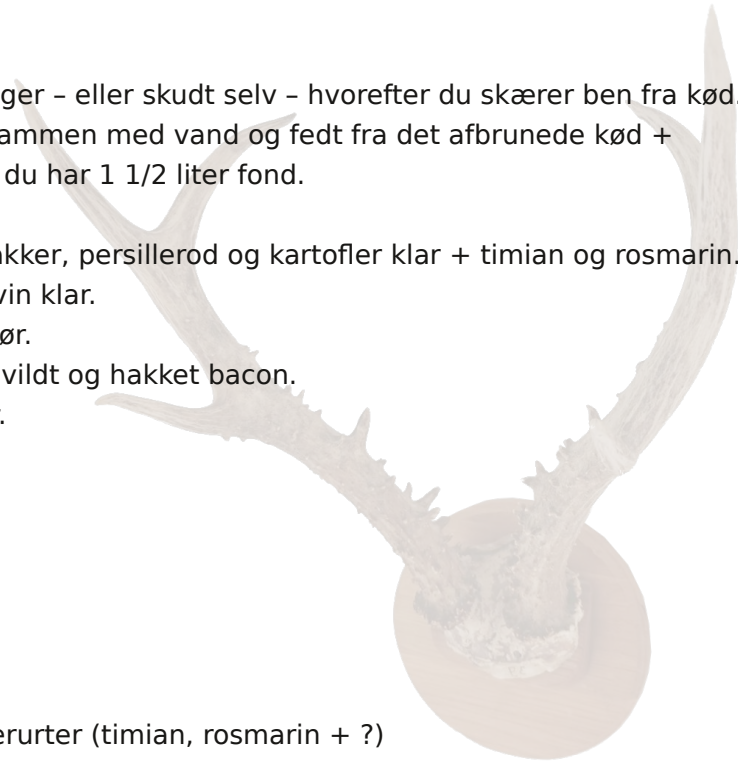 ger – eller skudt selv – hvorefter du skærer ben fra kød.
ammen med vand og fedt fra det afbrunede kød +
du har 1 1/2 liter fond.
akker, persillerod og kartofler klar + timian og rosmarin.
vin klar.
ør.
vildt og hakket bacon.
erurter (timian, rosmarin + ?)